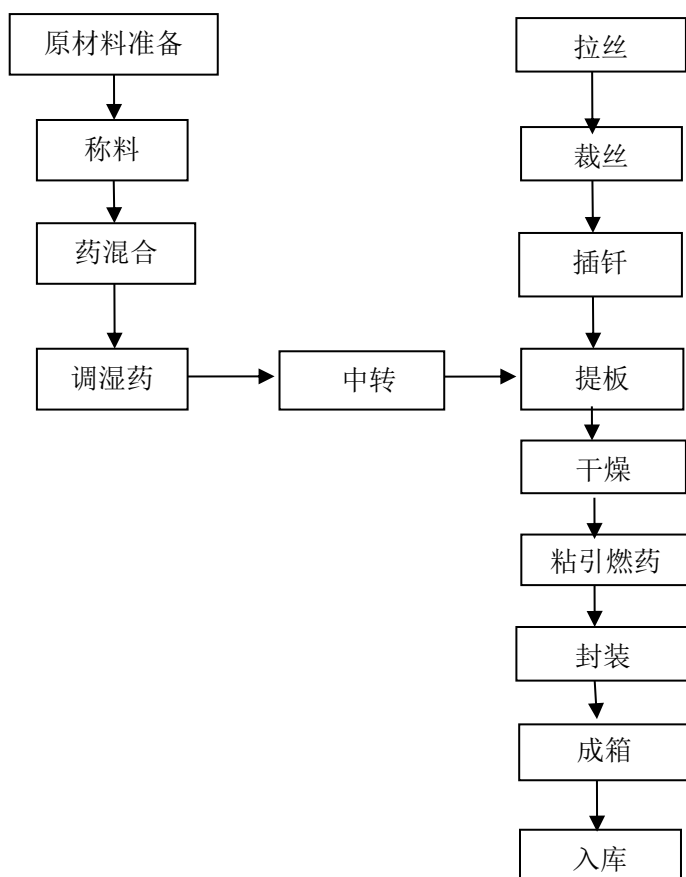 原材料准备
拉丝
称料
裁丝
药混合
插钎
调湿药
中转
提板
干燥
粘引燃药
封装
成箱
入库